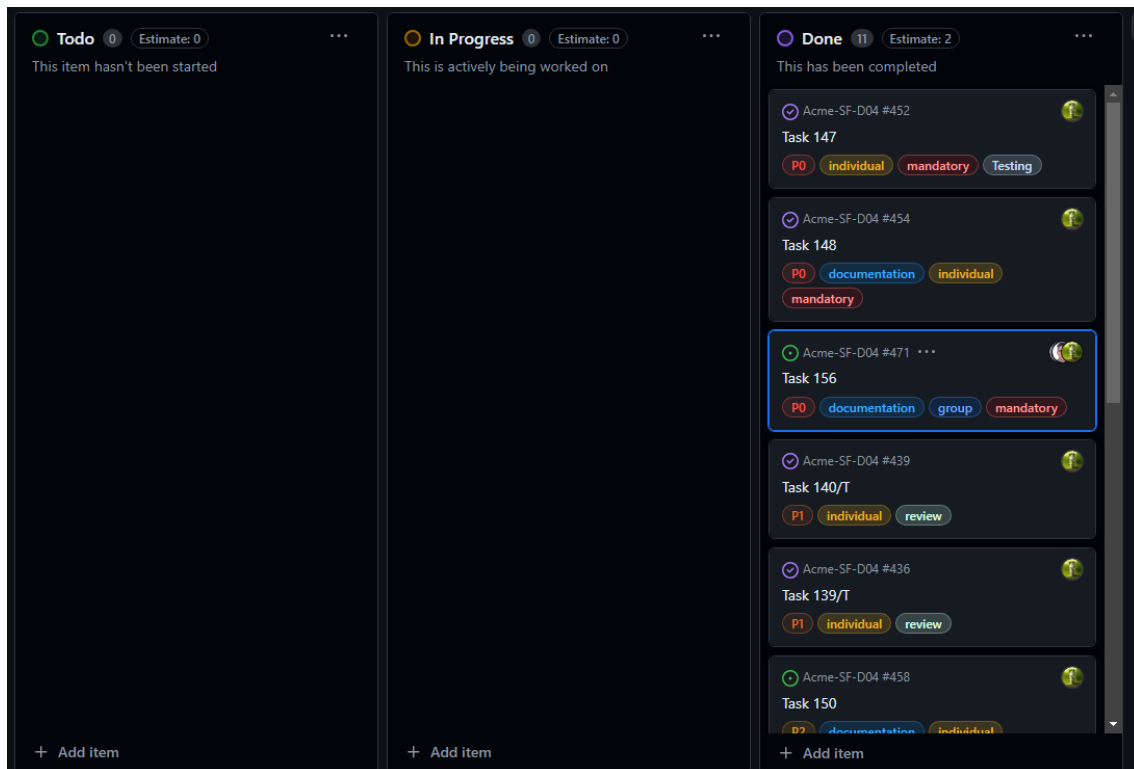 Todo 0 Estimate: 0 ...
This item hasn't been started
+ Add item
In Progress 0 Estimate: 0 ...
This is actively being worked on
+ Add item
Done 11 Estimate: 2 ...
This has been completed
Acme-SF-D04 #452
Task 147
P0 individual mandatory Testing
Acme-SF-D04 #454
Task 148
P0 documentation individual
mandatory
Acme-SF-D04 #471 ...
Task 156
P0 documentation group mandatory
Acme-SF-D04 #439
Task 140/T
P1 individual review
Acme-SF-D04 #436
Task 139/T
P1 individual review
Acme-SF-D04 #458
Task 150
P2 documentation individual
+ Add item